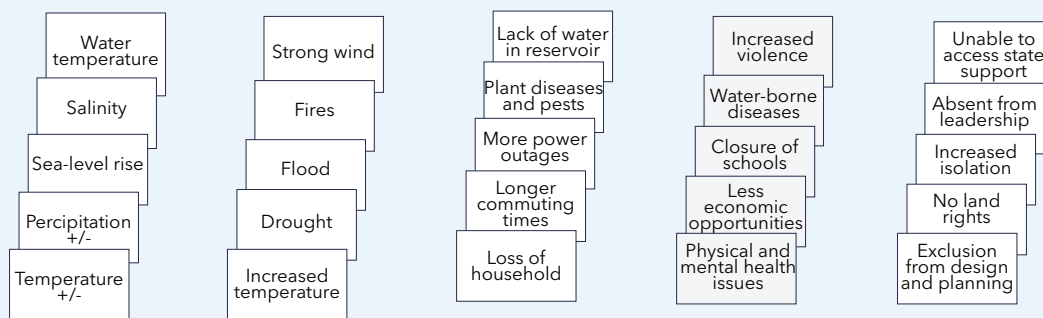 Water
temperature
Salinity
Sea-level rise
Percipitation
+/-
Temperature
+/-
Strong wind
Fires
Flood
Drought
Increased
temperature
Lack of water
in reservoir
Plant diseases
and pests
More power
outages
Longer
commuting
times
Loss of
household
Increased
violence
Water-borne
diseases
Closure of
schools
Less
economic
opportunities
Physical and
mental health
issues
Unable to
access state
support
Absent from
leadership
Increased
isolation
No land
rights
Exclusion
from design
and planning